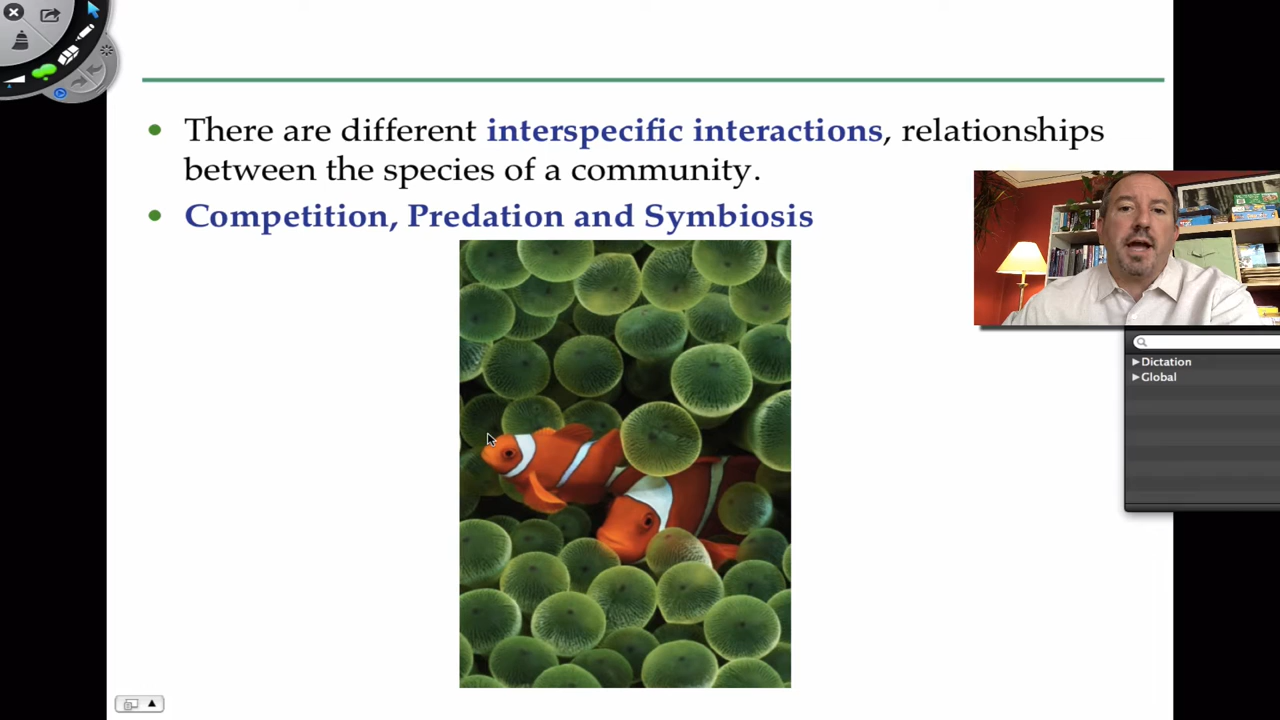 There are different interspecific interactions, relationships
between the species of a community.
Competition, Predation and Symbiosis
Dictation
Global